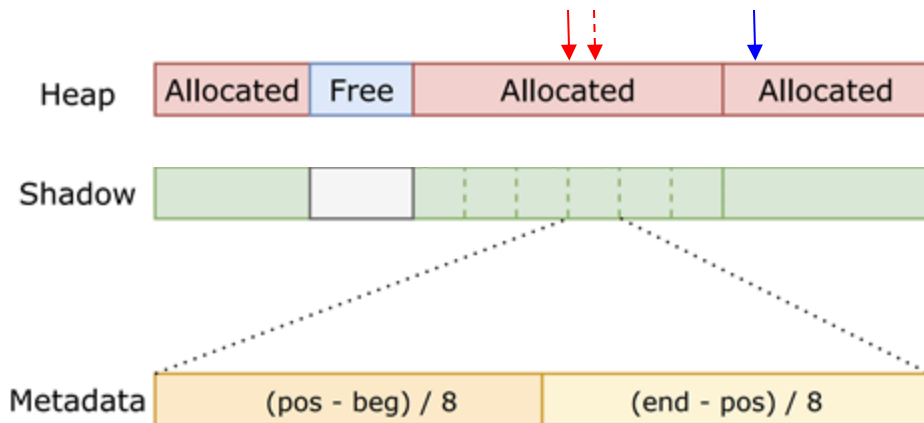 Heap Allocated Free Allocated Allocated
Shadow
Metadata (pos - beg) / 8 (end - pos) / 8